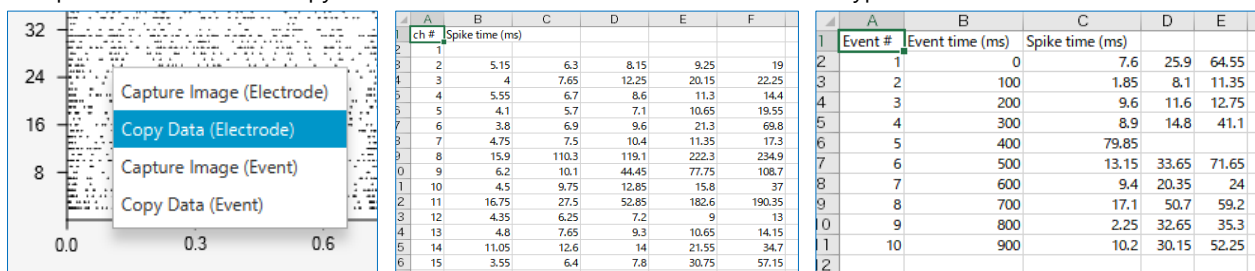 32
24
16
8
0.0 0.3 0.6
Capture Image (Electrode)
Copy Data (Electrode)
Capture Image (Event)
Copy Data (Event)
A B C D E F
ch # Spike time (ms)
2 1
3 2 5.15 6.3 8.15 9.25 19
4 3 4 7.65 12.25 20.15 22.25
5 4 5.55 6.7 8.6 11.3 14.4
5 4.1 5.7 7.1 10.65 19.55
7 6 3.8 6.9 9.6 21.3 69.8
7 4.75 7.5 10.4 11.35 17.3
9 8 15.9 110.3 119.1 222.3 234.9
0 9 6.2 10.1 44.45 77.75 108.7
1 10 4.5 9.75 12.85 15.8 37
2 11 16.75 27.5 52.85 182.6 190.35
3 12 4.35 6.25 7.2 9 13
4 13 4.8 7.65 9.3 10.65 14.15
5 14 11.05 12.6 14 21.55 34.7
6 15 3.55 6.4 7.8 30.75 57.15
A B C D E
1 Event # Event time (ms) Spike time (ms)
2 1 0 7.6 25.9 64.55
3 2 100 1.85 8.1 11.35
4 3 200 9.6 11.6 12.75
5 4 300 8.9 14.8 41.1
6 5 400 79.85
7 6 500 13.15 33.65 71.65
8 7 600 9.4 20.35 24
9 8 700 17.1 50.7 59.2
10 9 800 2.25 32.65 35.3
11 10 900 10.2 30.15 52.25
12